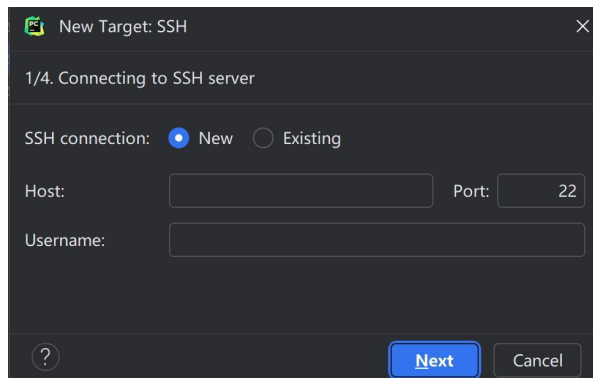 PC
New Target: SSH
1/4. Connecting to SSH server
SSH connection: New Existing
Host: Port: 22
Username:
? Next Cancel